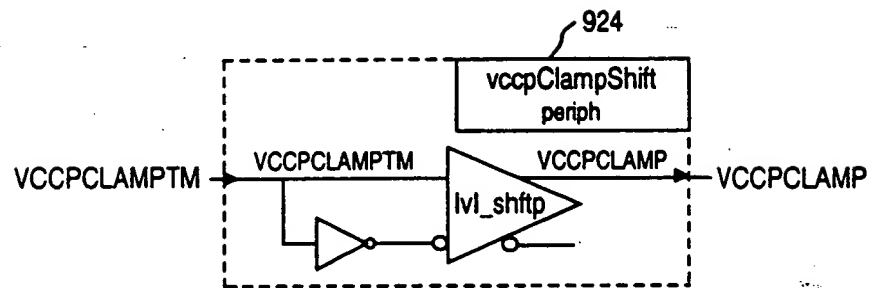 924
vccpClampShift
periph
VCCPCLAMPTM
VCCPCLAMPTM
VCCPCLAMP
VCCPCLAMP
lvl_shftp